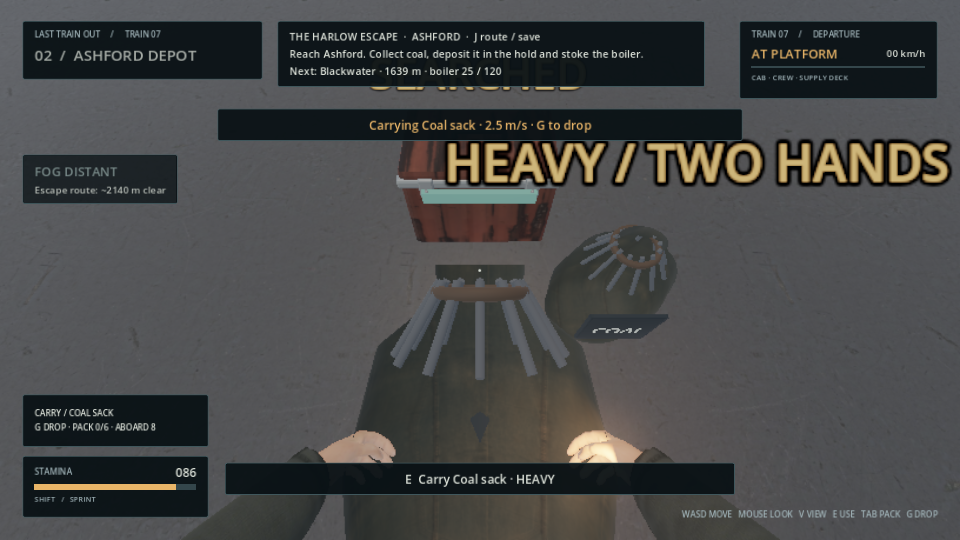 LAST TRAIN OUT / TRAIN 07
02 / ASHFORD DEPOT
THE HARLOW ESCAPE · ASHFORD · J route / save
Reach Ashford. Collect coal, deposit it in the hold and stoke the boiler.
Next: Blackwater · 1639 m · boiler 25 / 120
TRAIN 07 / DEPARTURE
AT PLATFORM 00 km/h
CAB · CREW · SUPPLY DECK
SEARCHED
Carrying Coal sack · 2.5 m/s · G to drop
HEAVY / TWO HANDS
FOG DISTANT
Escape route: ~2140 m clear
COAL
CARRY / COAL SACK
G DROP · PACK 0/6 · ABOARD 8
STAMINA 086
SHIFT / SPRINT
E Carry Coal sack · HEAVY
WASD MOVE MOUSE LOOK V VIEW E USE TAB PACK G DROP